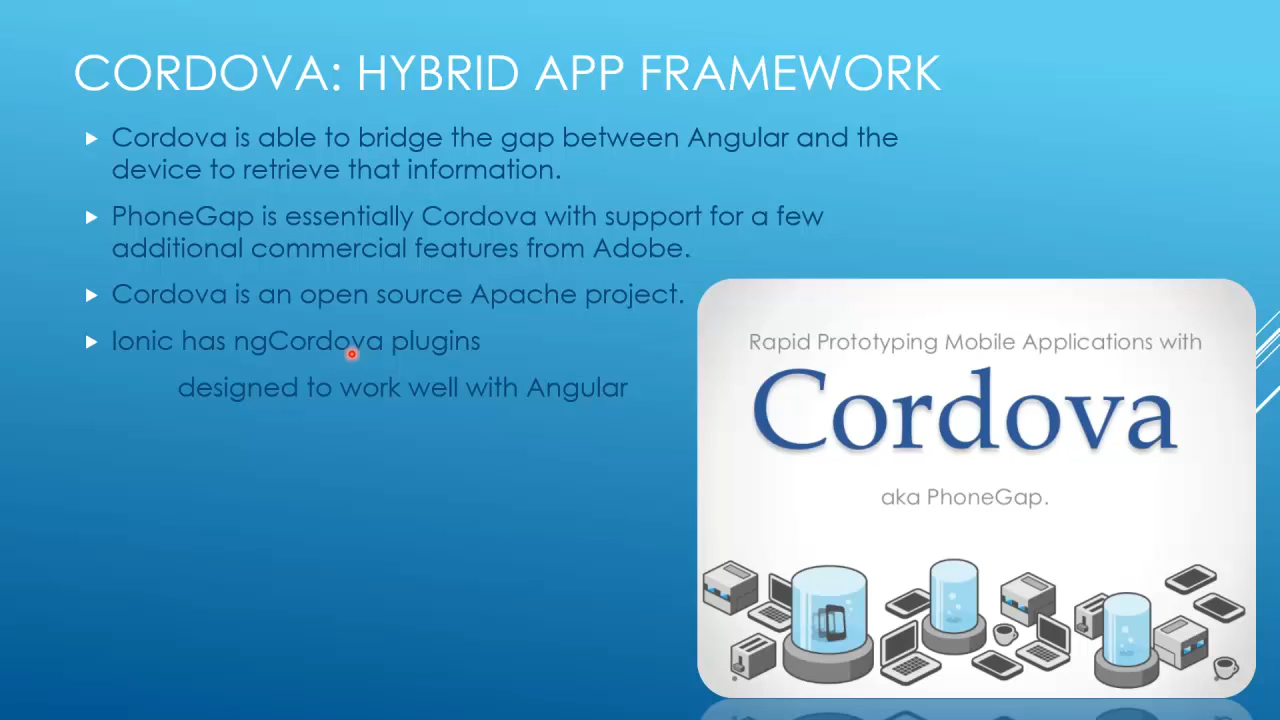 CORDOVA: HYBRID APP FRAMEWORK
Cordova is able to bridge the gap between Angular and the
device to retrieve that information.
PhoneGap is essentially Cordova with support for a few
additional commercial features from Adobe.
Cordova is an open source Apache project.
Ionic has ngCordova plugins
designed to work well with Angular
Rapid Prototyping Mobile Applications with
Cordova
aka PhoneGap.